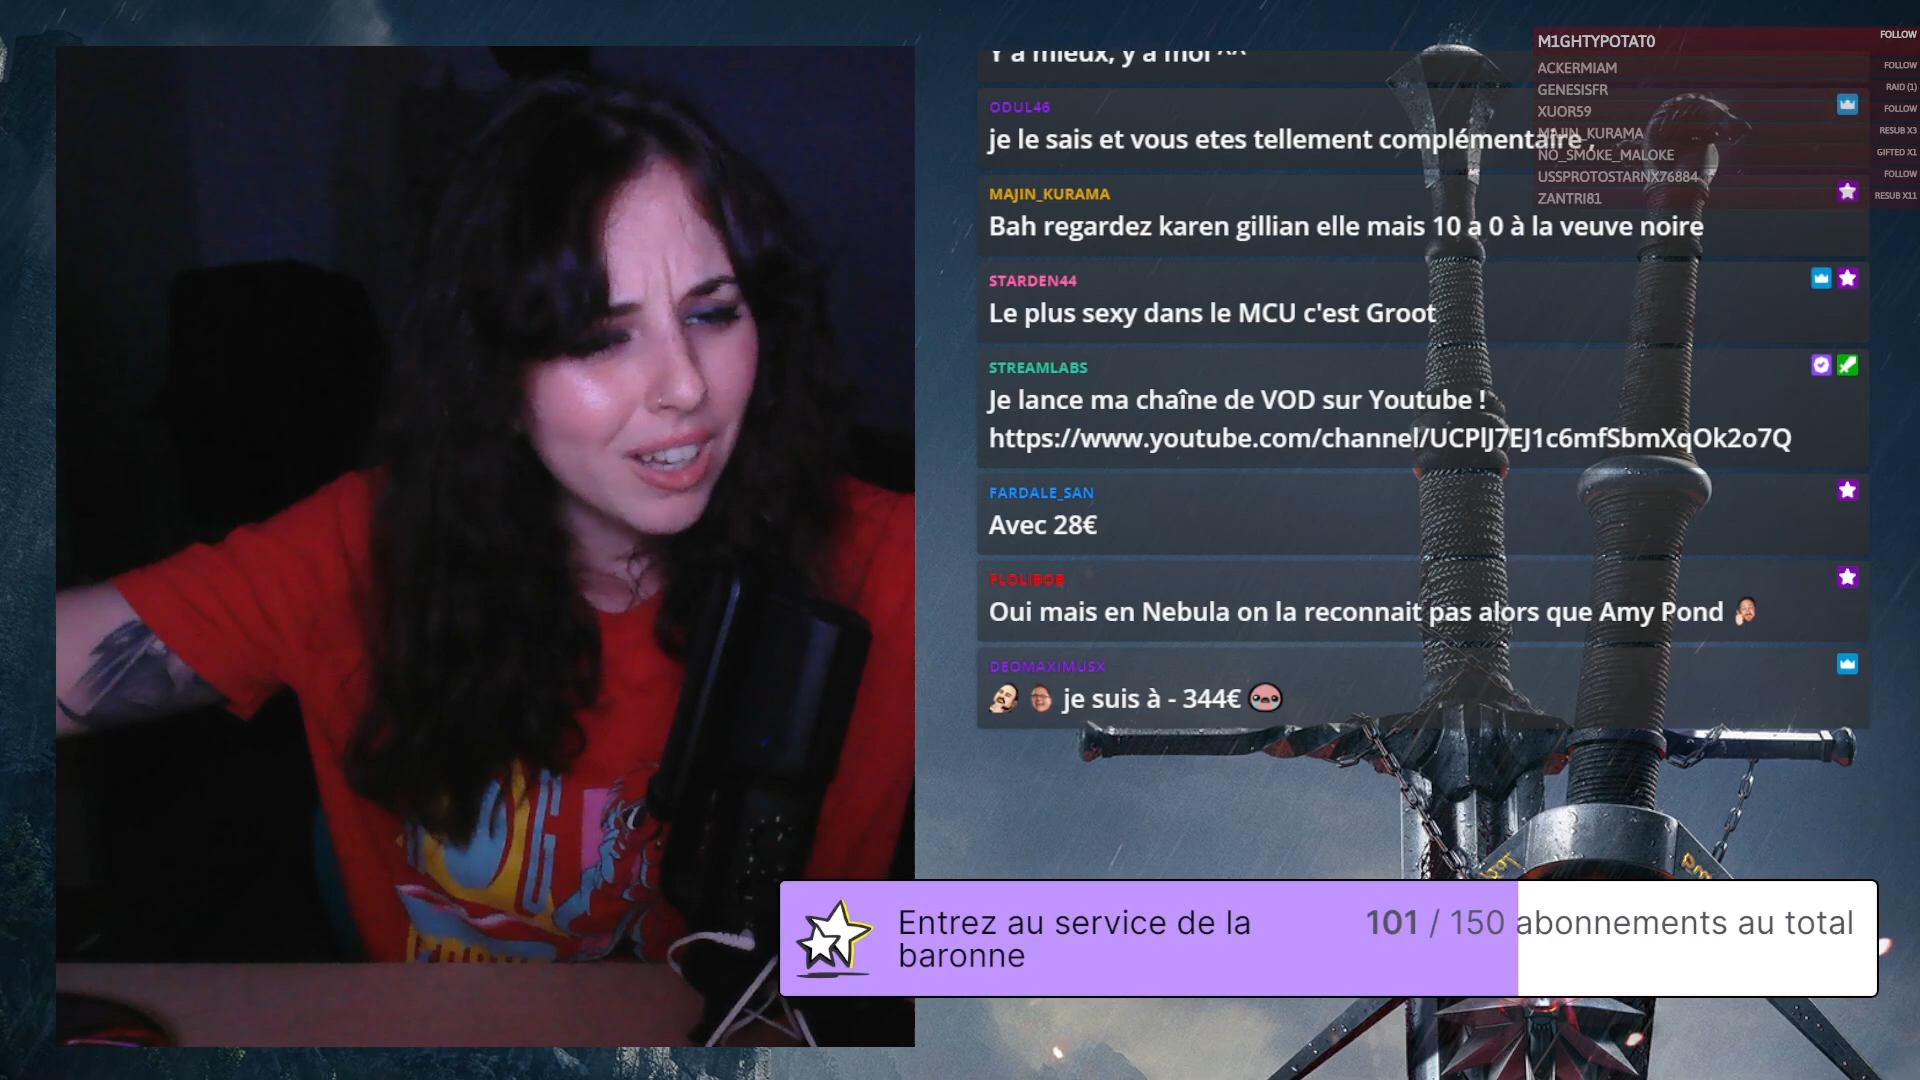 Y a mieux, y a moi ^^
ODUL46
je le sais et vous etes tellement complémentaire ,
MAJIN_KURAMA
Bah regardez karen gillian elle mais 10 a 0 à la veuve noire
STARDEN44
Le plus sexy dans le MCU c'est Groot
STREAMLABS
Je lance ma chaîne de VOD sur Youtube !
https://www.youtube.com/channel/UCPlJ7EJ1c6mfSbmXqOk2o7Q
FARDALE_SAN
Avec 28€
FLOLIBOB
Oui mais en Nebula on la reconnait pas alors que Amy Pond
DEOMAXIMUSX
je suis à - 344€
M1GHTYPOTAT0 FOLLOW
ACKERMIAM FOLLOW
GENESISFR RAID (1)
XUOR59 FOLLOW
MAJIN_KURAMA RESUB X3
NO_SMOKE_MALOKE GIFTED X1
USSPROTOSTARNX76884 FOLLOW
ZANTRI81 RESUB X11
Entrez au service de la
baronne
101 / 150 abonnements au total